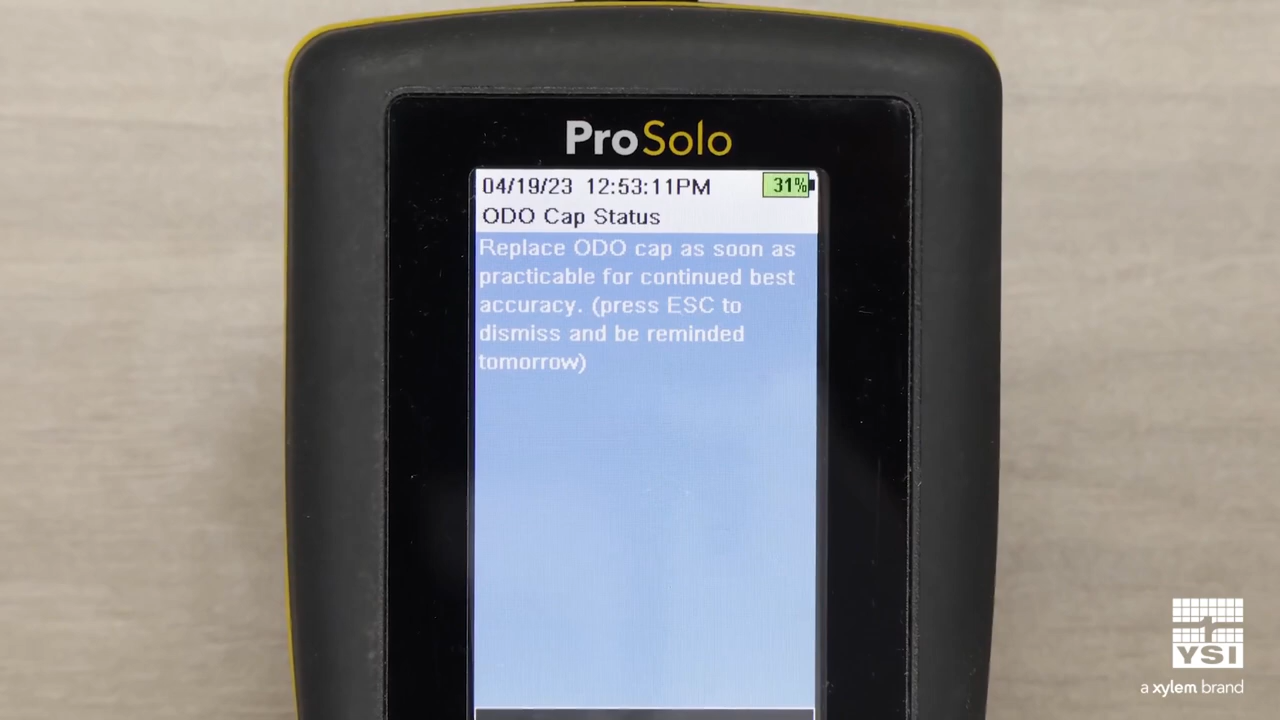 ProSolo
04/19/23 12:53:11PM 31%
ODO Cap Status
Replace ODO cap as soon as
practicable for continued best
accuracy. (press ESC to
dismiss and be reminded
tomorrow)
YSI
a xylem brand